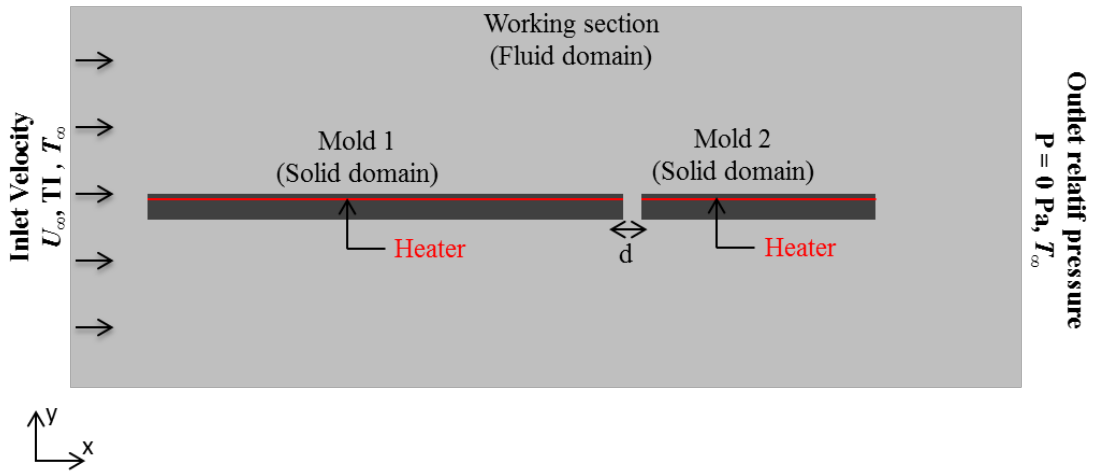 Working section
(Fluid domain)
Inlet Velocity
U∞, TI , T∞
Mold 1
(Solid domain)
Mold 2
(Solid domain)
Heater
d
Heater
Outlet relatif pressure
P = 0 Pa, T∞
y
x